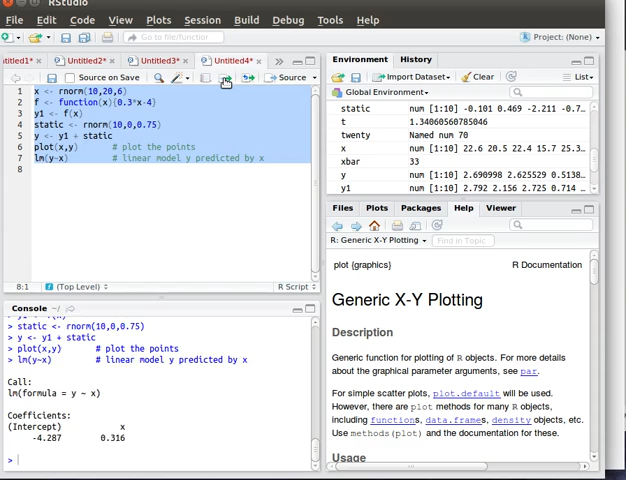 RStudio
File Edit Code View Plots Session Build Debug Tools Help
Go to file/function
Project: (None)
ntitled1* Untitled2* Untitled3* Untitled4*
Source on Save Source
1 x <- rnorm(10,20,6)
2 f <- function(x){0.3*x-4}
3 y1 <- f(x)
4 static <- rnorm(10,0,0.75)
5 y <- y1 + static
6 plot(x,y) # plot the points
7 lm(y~x) # linear model y predicted by x
8
8:1 (Top Level) R Script
Console ~/
> static <- rnorm(10,0,0.75)
> y <- y1 + static
> plot(x,y) # plot the points
> lm(y~x) # linear model y predicted by x
Call:
lm(formula = y ~ x)
Coefficients:
(Intercept) x
-4.287 0.316
>
Environment History
Import Dataset Clear List
Global Environment
static num [1:10] -0.101 0.469 -2.211 -0.7…
t 1.34060560785046
twenty Named num 70
x num [1:10] 22.6 20.5 22.4 15.7 25.3…
xbar 33
y num [1:10] 2.690998 2.625529 0.5138…
y1 num [1:10] 2.792 2.156 2.725 0.714 …
Files Plots Packages Help Viewer
R: Generic X-Y Plotting Find in Topic
plot {graphics} R Documentation
Generic X-Y Plotting
Description
Generic function for plotting of R objects. For more details
about the graphical parameter arguments, see par.
For simple scatter plots, plot.default will be used.
However, there are plot methods for many R objects,
including functions, data.frames, density objects, etc.
Use methods(plot) and the documentation for these.
Usage